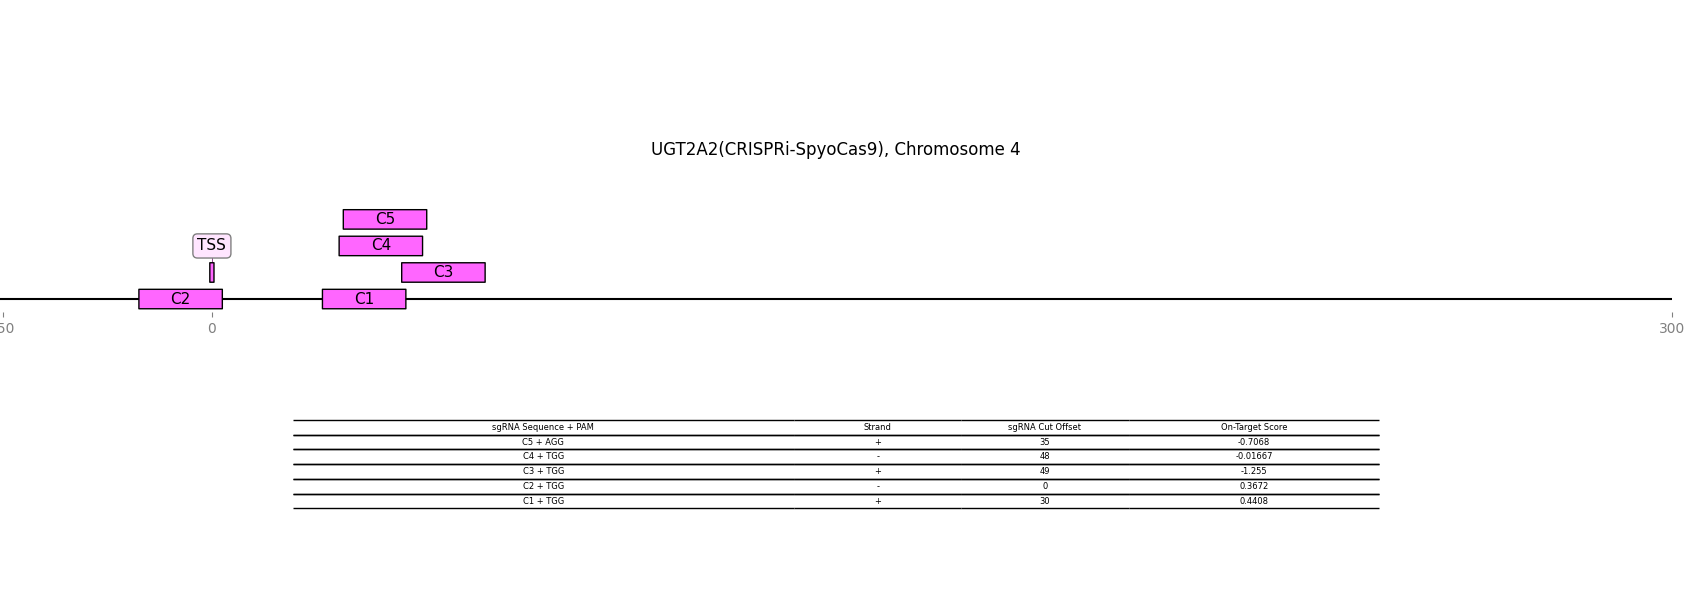 UGT2A2(CRISPRi-SpyoCas9), Chromosome 4
C5
TSS
C4
C3
C2
C1
50
0
300
sgRNA Sequence + PAM Strand sgRNA Cut Offset On-Target Score
C5 + AGG + 35 -0.7068
C4 + TGG - 48 -0.01667
C3 + TGG + 49 -1.255
C2 + TGG - 0 0.3672
C1 + TGG + 30 0.4408